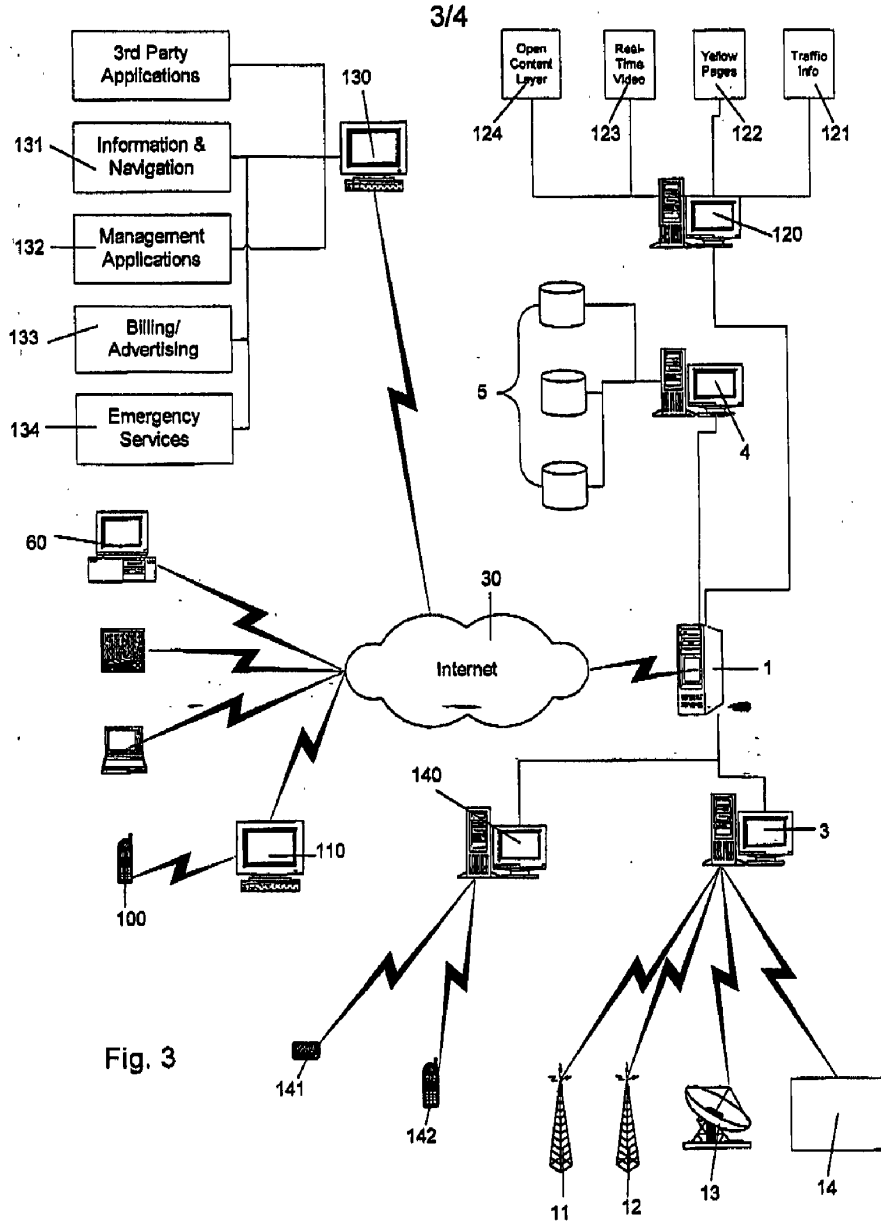 3/4
3rd Party
Applications
130
Open
Content
Layer
Real-
Time
Video
Yellow
Pages
Traffic
Info
124
123
122
121
131
Information &
Navigation
132
Management
Applications
120
133
Billing/
Advertising
5
4
134
Emergency
Services
60
30
Internet
1
140
110
3
100
Fig. 3
141
142
11
12
13
14